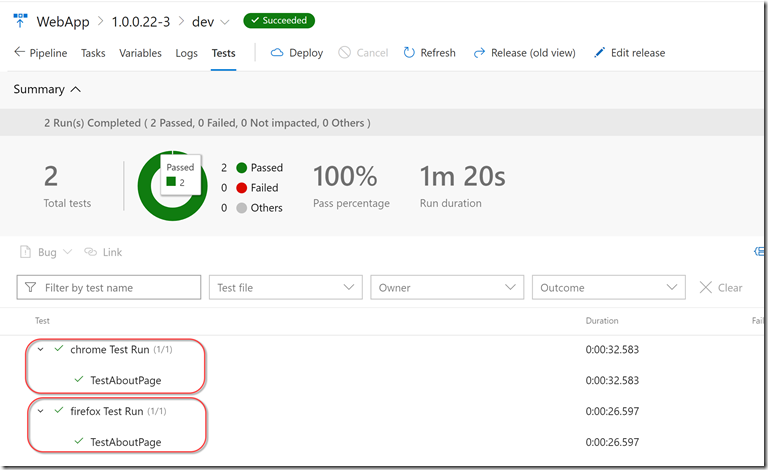 WebApp > 1.0.0.22-3 > dev Succeeded
Pipeline Tasks Variables Logs Tests Deploy Cancel Refresh Release (old view) Edit release
Summary
2 Run(s) Completed ( 2 Passed, 0 Failed, 0 Not impacted, 0 Others )
2
Total tests
Passed
2
2 Passed
0 Failed
0 Others
100%
Pass percentage
1m 20s
Run duration
Bug Link
Filter by test name Test file Owner Outcome Clear
Test Duration Fail
chrome Test Run (1/1) 0:00:32.583
TestAboutPage 0:00:32.583
firefox Test Run (1/1) 0:00:26.597
TestAboutPage 0:00:26.597